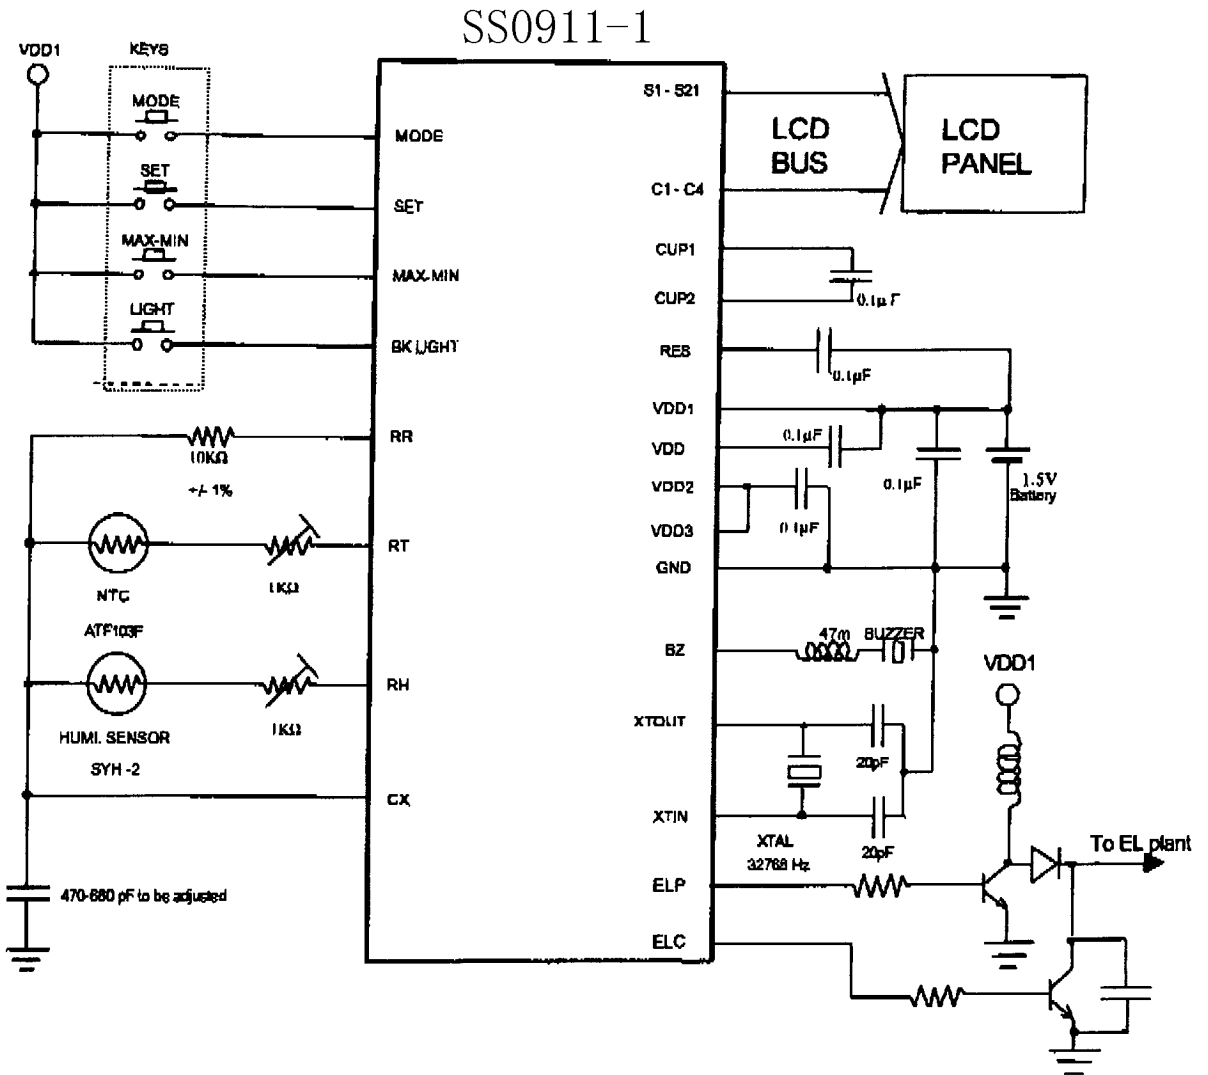 SS0911-1
VDD1
KEYS
MODE
SET
MAX-MIN
LIGHT
MODE
SET
MAX-MIN
BK LIGHT
RR
10KΩ
+/- 1%
RT
1KΩ
NTC
ATF103F
RH
1KΩ
HUMI. SENSOR
SYH -2
CX
470-680 pF to be adjusted
S1 - S21
LCD
BUS
LCD
PANEL
C1 - C4
CUP1
CUP2
0.1µF
RES
0.1µF
VDD1
VDD
0.1µF
VDD2
0.1µF
VDD3
0.1µF
1.5V
Battery
GND
BZ
47m
BUZZER
XTOUT
20pF
XTIN
20pF
XTAL
32768 Hz
VDD1
To EL plant
ELP
ELC